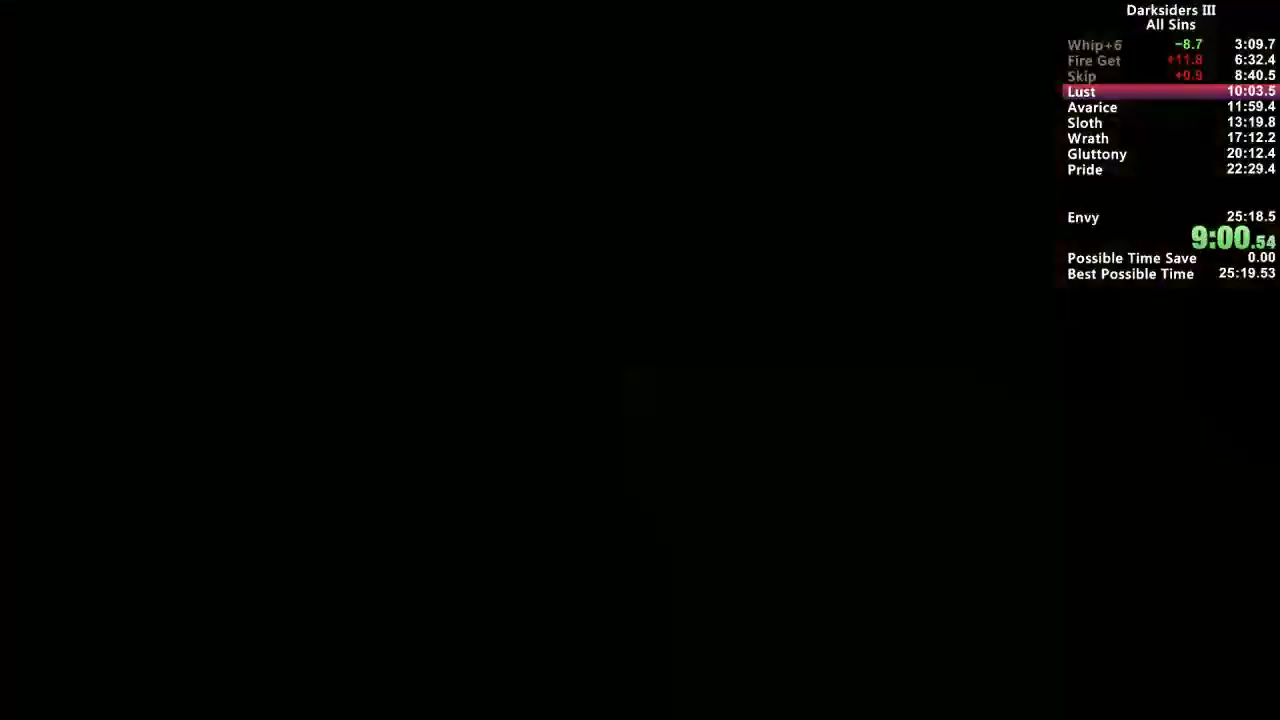 Darksiders III
All Sins
Whip+6 -8.7 3:09.7
Fire Get +11.8 6:32.4
Skip +0.9 8:40.5
Lust 10:03.5
Avarice 11:59.4
Sloth 13:19.8
Wrath 17:12.2
Gluttony 20:12.4
Pride 22:29.4
Envy 25:18.5
9:00.54
Possible Time Save 0.00
Best Possible Time 25:19.53